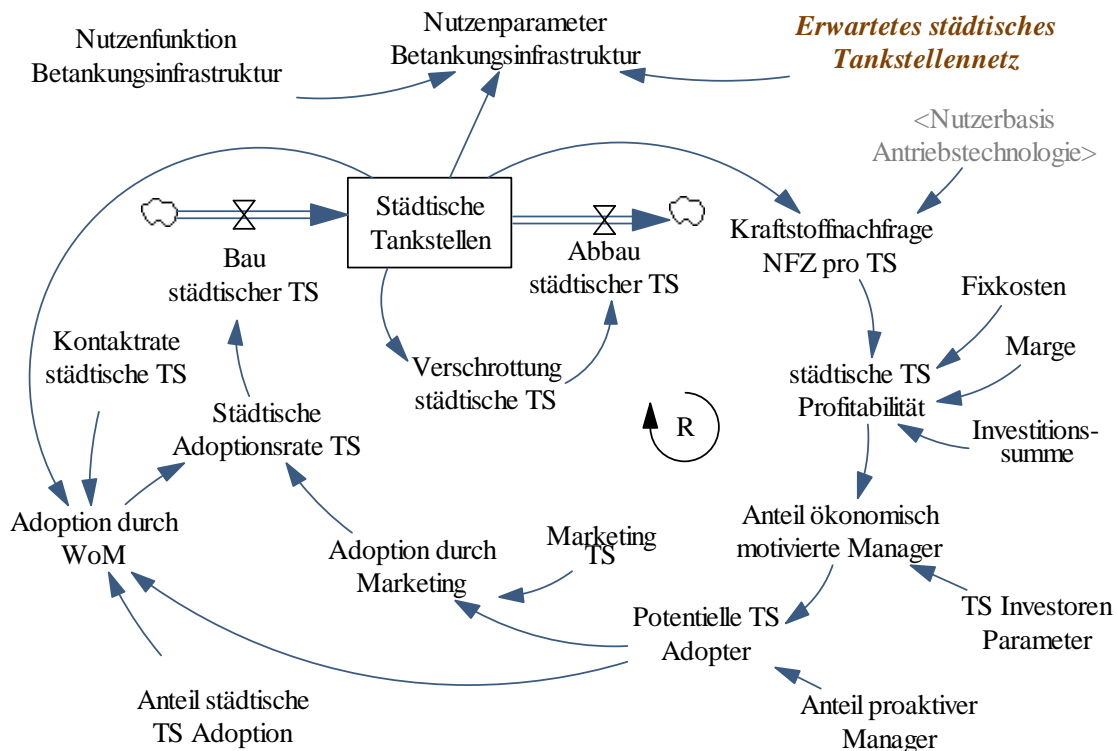 Nutzenfunktion
Betankungsinfrastruktur
Nutzenparameter
Betankungsinfrastruktur
Erwartetes städtisches
Tankstellennetz
<Nutzerbasis
Antriebstechnologie>
Städtische
Tankstellen
Bau
städtischer TS
Abbau
städtischer TS
Kraftstoffnachfrage
NFZ pro TS
Fixkosten
Marge
Kontaktrate
städtische TS
Verschrottung
städtische TS
städtische TS
Profitabilität
Städtische
Adoptionsrate TS
R
Investitions-
summe
Adoption durch
WoM
Adoption durch
Marketing
Marketing
TS
Anteil ökonomisch
motivierte Manager
Potentielle TS
Adopter
TS Investoren
Parameter
Anteil städtische
TS Adoption
Anteil proaktiver
Manager